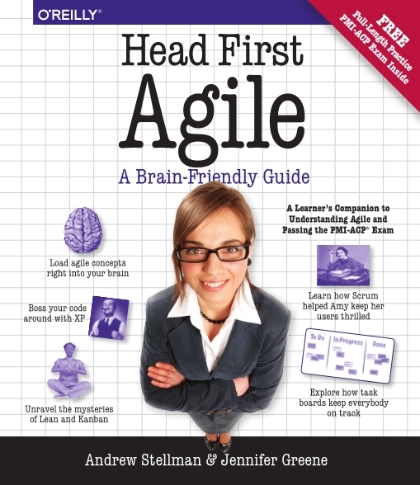 O'REILLY®
FREE
Full-Length Practice
PMI-ACP Exam Inside
Head First
Agile
A Brain-Friendly Guide
A Learner's Companion to
Understanding Agile and
Passing the PMI-ACP® Exam
Load agile concepts
right into your brain
Learn how Scrum
helped Amy keep her
users thrilled
Boss your code
around with XP
To Do
In Progress
Done
Explore how task
boards keep everybody
on track
Unravel the mysteries
of Lean and Kanban
Andrew Stellman & Jennifer Greene